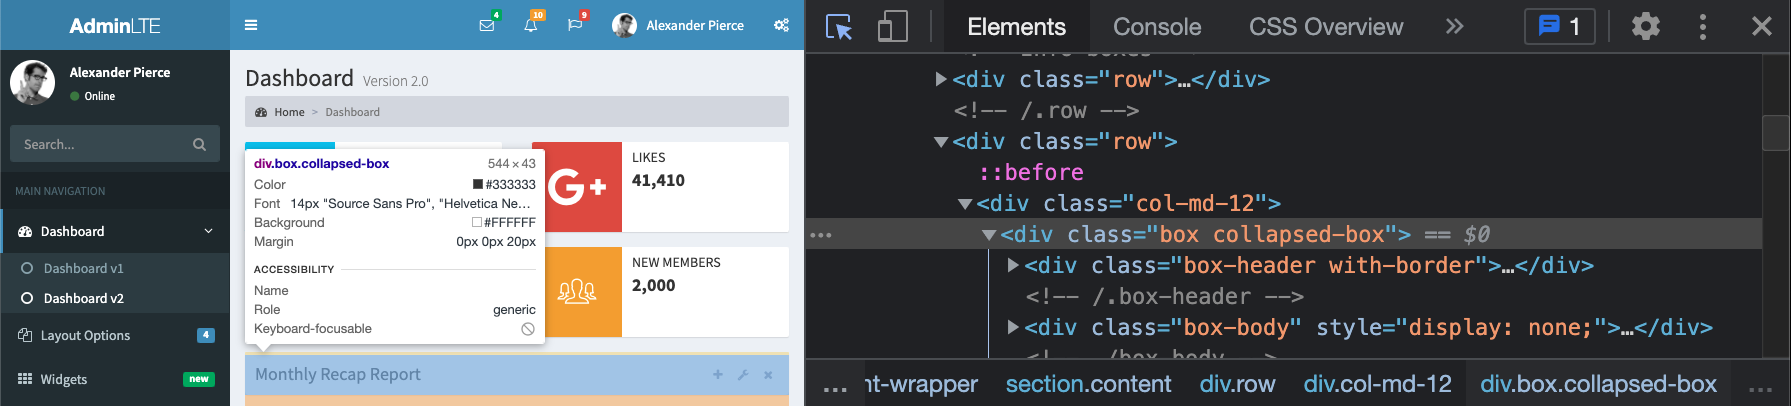 AdminLTE
4
10
9
Alexander Pierce
Alexander Pierce
Online
Search...
MAIN NAVIGATION
Dashboard
Dashboard v1
Dashboard v2
Layout Options
4
Widgets
new
Dashboard Version 2.0
Home > Dashboard
div.box.collapsed-box 544 × 43
Color #333333
Font 14px "Source Sans Pro", "Helvetica Ne…
Background #FFFFFF
Margin 0px 0px 20px
ACCESSIBILITY
Name
Role generic
Keyboard-focusable
G+
LIKES
41,410
NEW MEMBERS
2,000
Monthly Recap Report
Elements Console CSS Overview » 1
<div class="row">…</div>
<!-- /.row -->
<div class="row">
::before
<div class="col-md-12">
… <div class="box collapsed-box"> == $0
<div class="box-header with-border">…</div>
<!-- /.box-header -->
<div class="box-body" style="display: none;">…</div>
<!-- /box-body -->
… nt-wrapper section.content div.row div.col-md-12 div.box.collapsed-box …